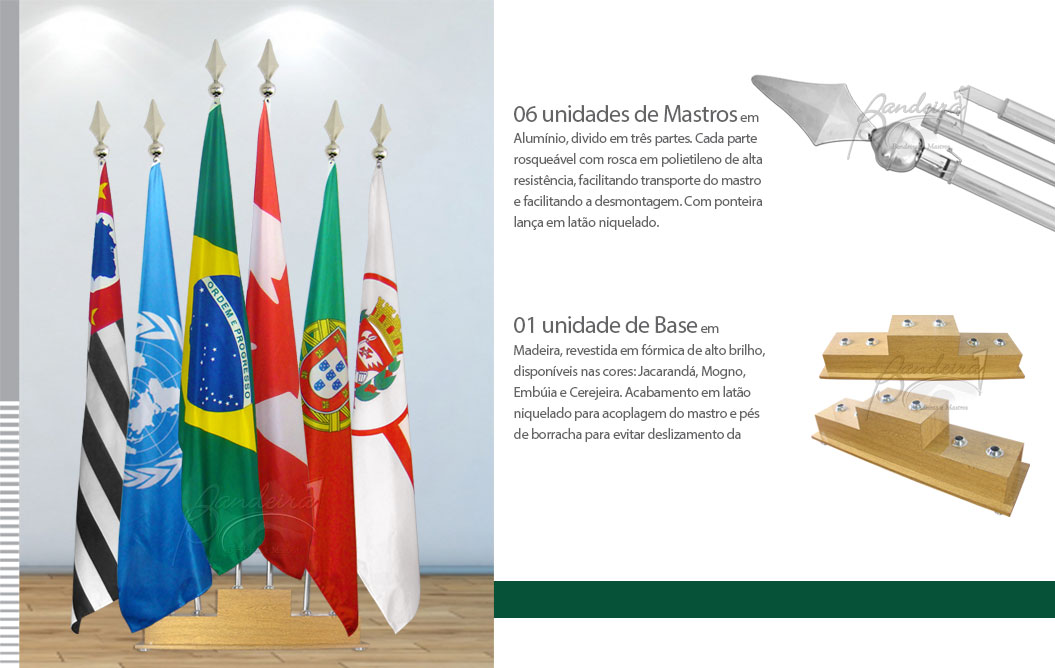 06 unidades de Mastros em
Alumínio, divido em três partes. Cada parte
rosqueável com rosca em polietileno de alta
resistência, facilitando transporte do mastro
e facilitando a desmontagem. Com ponteira
lança em latão niquelado.
01 unidade de Base em
Madeira, revestida em fórmica de alto brilho,
disponíveis nas cores: Jacarandá, Mogno,
Embúia e Cerejeira. Acabamento em latão
niquelado para acoplagem do mastro e pés
de borracha para evitar deslizamento da
ORDEM E PROGRESSO
Bandeira1
Bandeira1
Bandeira1